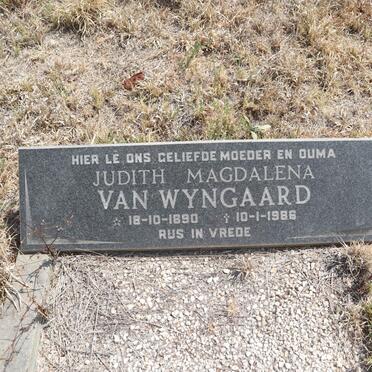 HIER LÊ ONS GELIEFDE MOEDER EN OUMA
JUDITH MAGDALENA
VAN WYNGAARD
☆ 18-10-1890 ✝ 10-1-1986
RUS IN VREDE